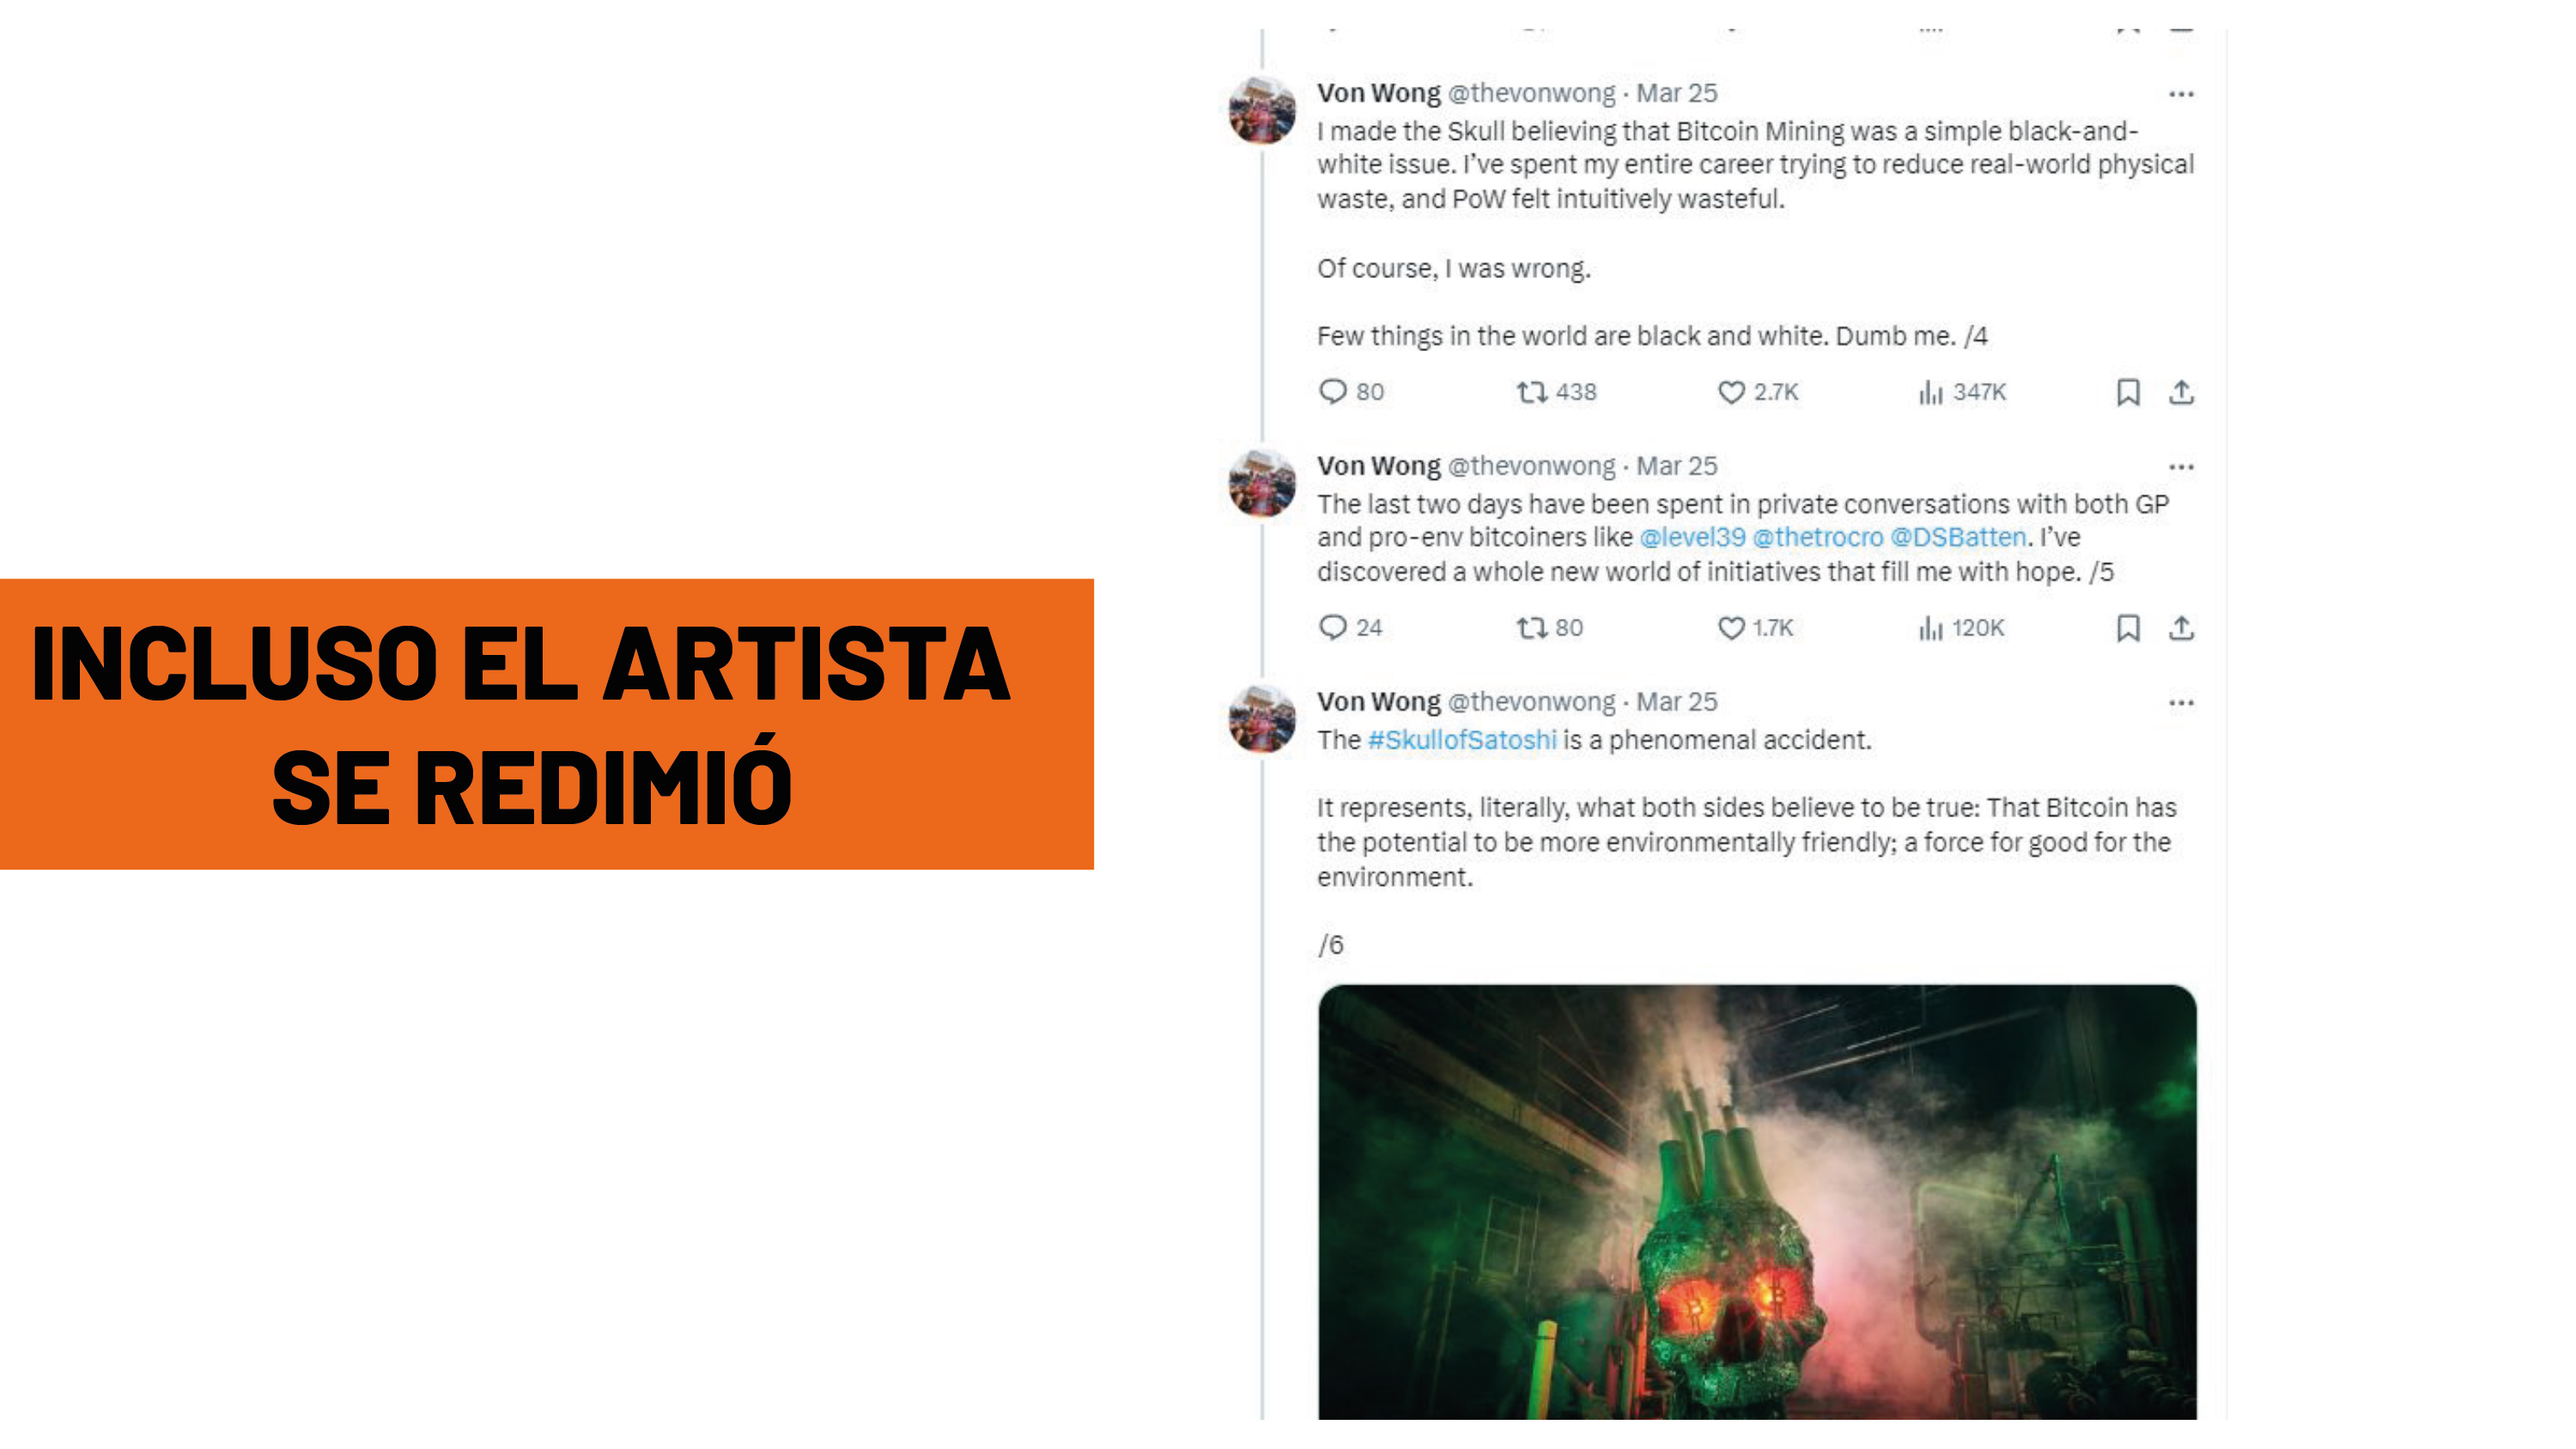 INCLUSO EL ARTISTA
SE REDIMIÓ
Von Wong @thevonwong · Mar 25
I made the Skull believing that Bitcoin Mining was a simple black-and-
white issue. I've spent my entire career trying to reduce real-world physical
waste, and PoW felt intuitively wasteful.
Of course, I was wrong.
Few things in the world are black and white. Dumb me. /4
80 438 2.7K 347K
Von Wong @thevonwong · Mar 25
The last two days have been spent in private conversations with both GP
and pro-env bitcoiners like @level39 @thetrocro @DSBatten. I've
discovered a whole new world of initiatives that fill me with hope. /5
24 80 1.7K 120K
Von Wong @thevonwong · Mar 25
The #SkullofSatoshi is a phenomenal accident.
It represents, literally, what both sides believe to be true: That Bitcoin has
the potential to be more environmentally friendly; a force for good for the
environment.
/6